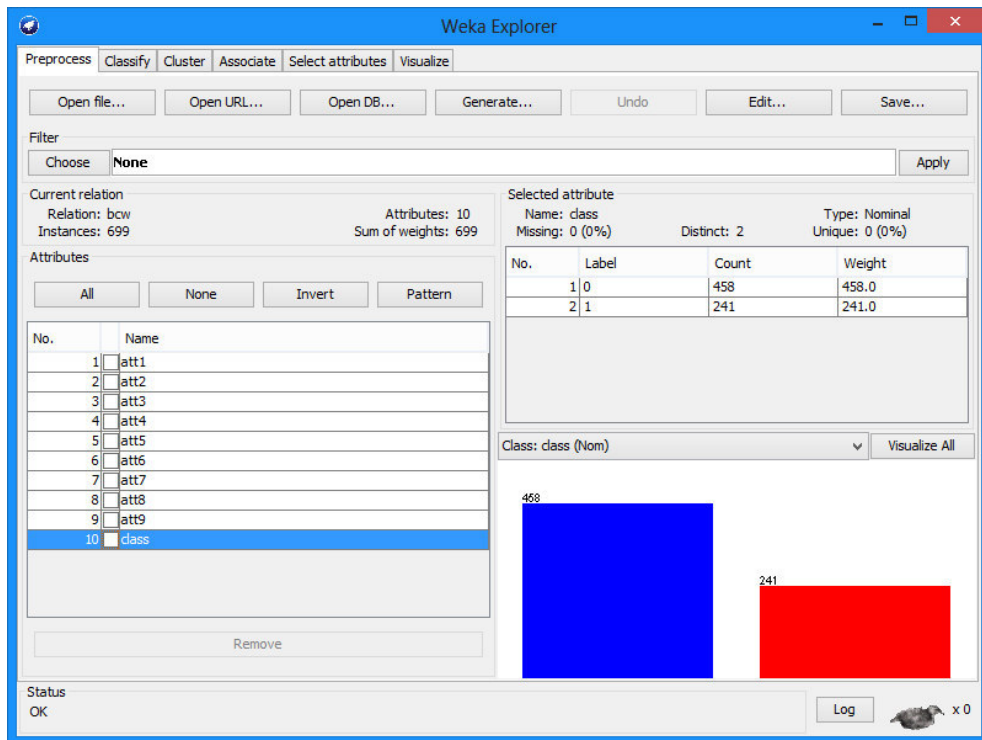 Weka Explorer
Preprocess Classify Cluster Associate Select attributes Visualize
Open file... Open URL... Open DB... Generate... Undo Edit... Save...
Filter
Choose None Apply
Current relation
Relation: bcw Attributes: 10
Instances: 699 Sum of weights: 699
Attributes
All None Invert Pattern
No. Name
1 att1
2 att2
3 att3
4 att4
5 att5
6 att6
7 att7
8 att8
9 att9
10 class
Remove
Selected attribute
Name: class Type: Nominal
Missing: 0 (0%) Distinct: 2 Unique: 0 (0%)
No. Label Count Weight
1 0 458 458.0
2 1 241 241.0
Class: class (Nom) Visualize All
458
241
Status
OK
Log x 0